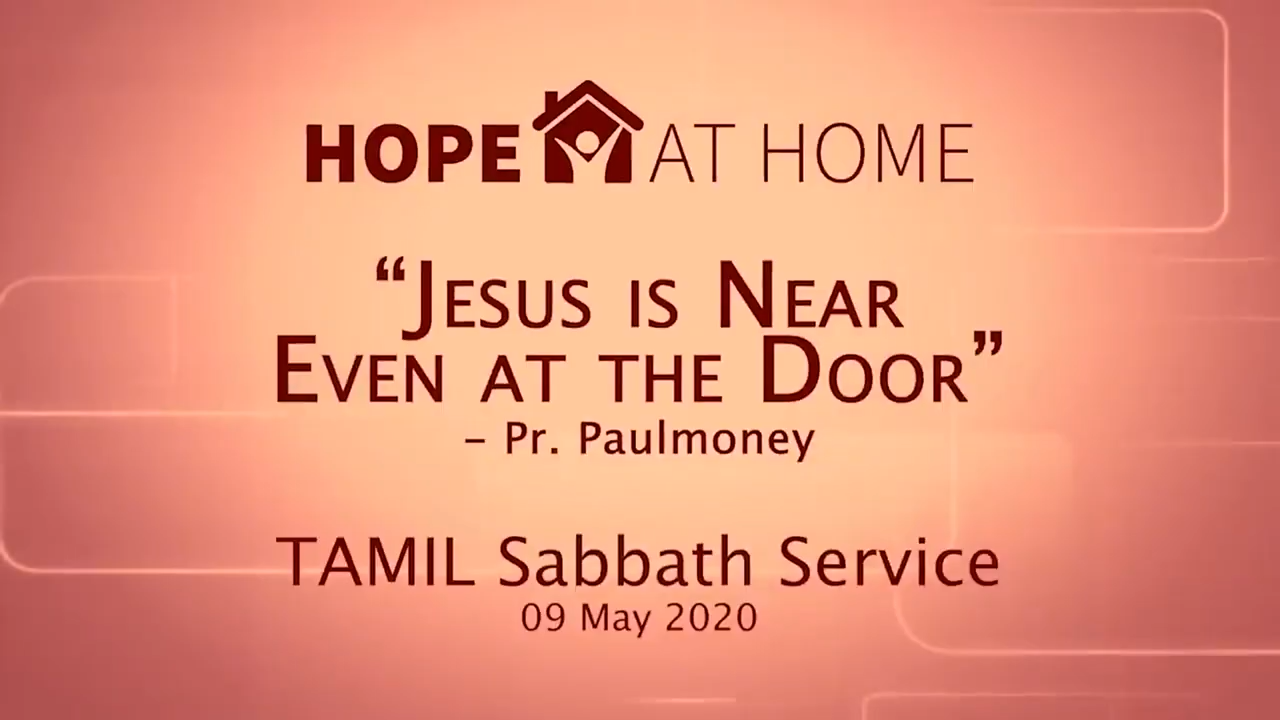 HOPE AT HOME
“Jesus is Near
Even at the Door”
– Pr. Paulmoney
TAMIL Sabbath Service
09 May 2020